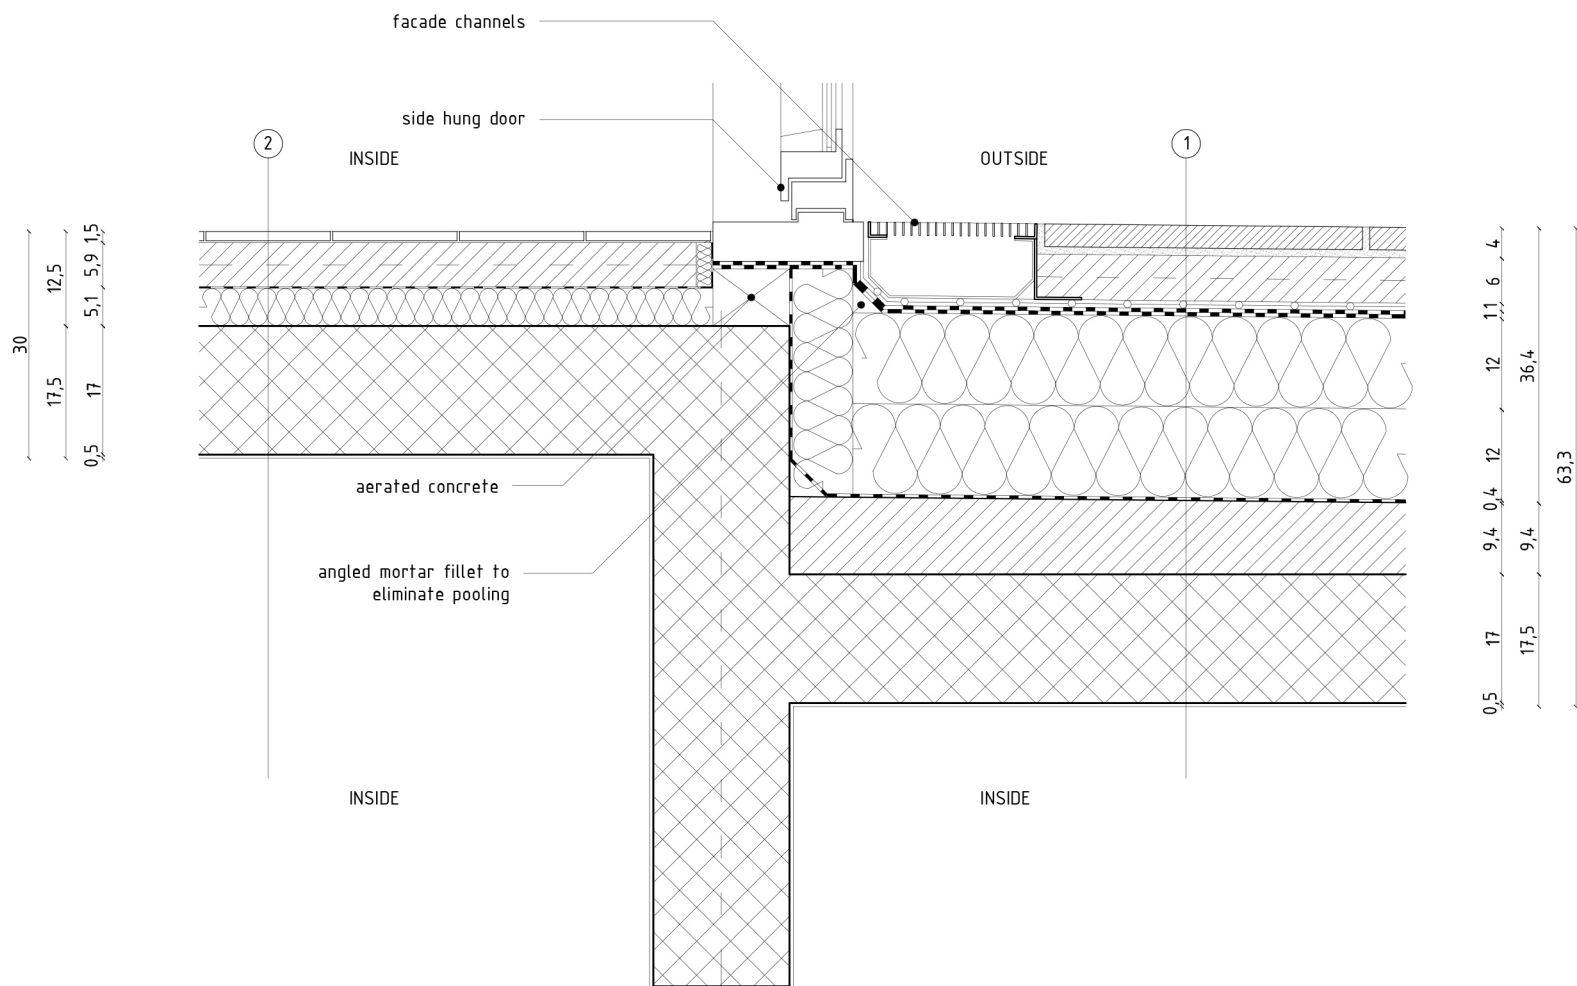 facade channels
side hung door
2
INSIDE
OUTSIDE
1
30
12,5
17,5
1,5
5,9
5,1
17
0,5
4
6
1
1
12
12
0,4
9,4
17
0,5
36,4
9,4
17,5
63,3
aerated concrete
angled mortar fillet to
eliminate pooling
INSIDE
INSIDE